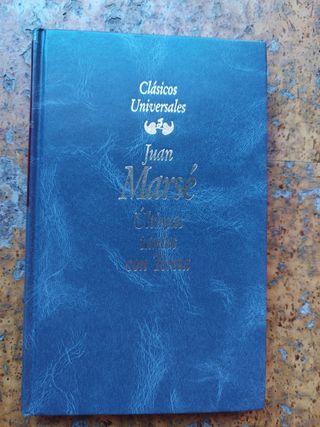 Clásicos
Universales
Juan
Marsé
Últimas
tardes
con Teresa